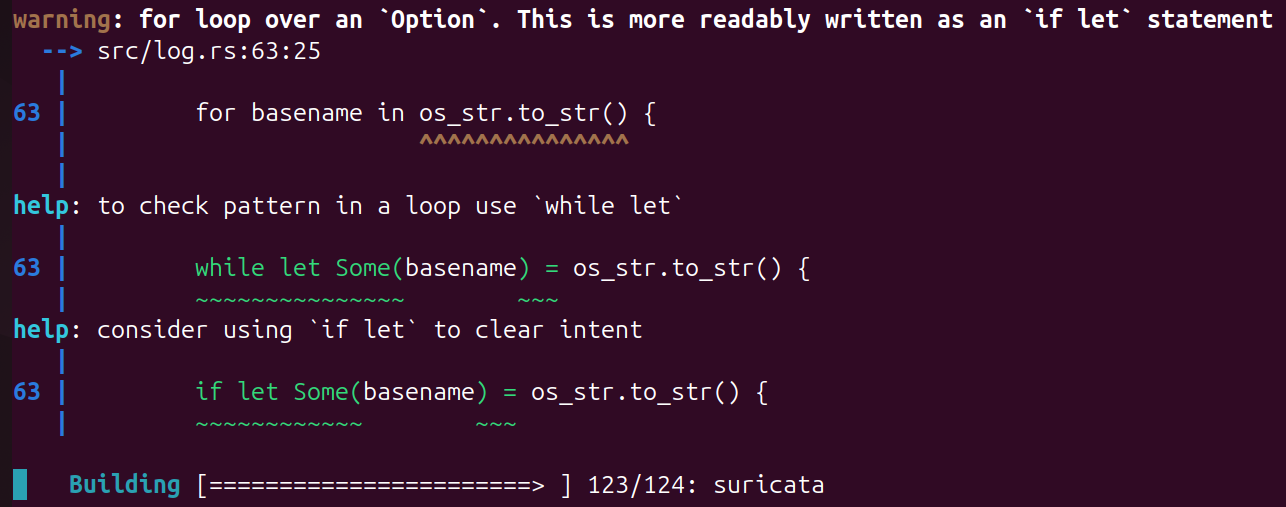 warning: for loop over an `Option`. This is more readably written as an `if let` statement
  --> src/log.rs:63:25
   |
63 |         for basename in os_str.to_str() {
   |                         ^^^^^^^^^^^^^^^
   |
help: to check pattern in a loop use `while let`
   |
63 |         while let Some(basename) = os_str.to_str() {
   |         ~~~~~~~~~~~~~~~        ~~~
help: consider using `if let` to clear intent
   |
63 |         if let Some(basename) = os_str.to_str() {
   |         ~~~~~~~~~~~~        ~~~
    Building [=======================> ] 123/124: suricata